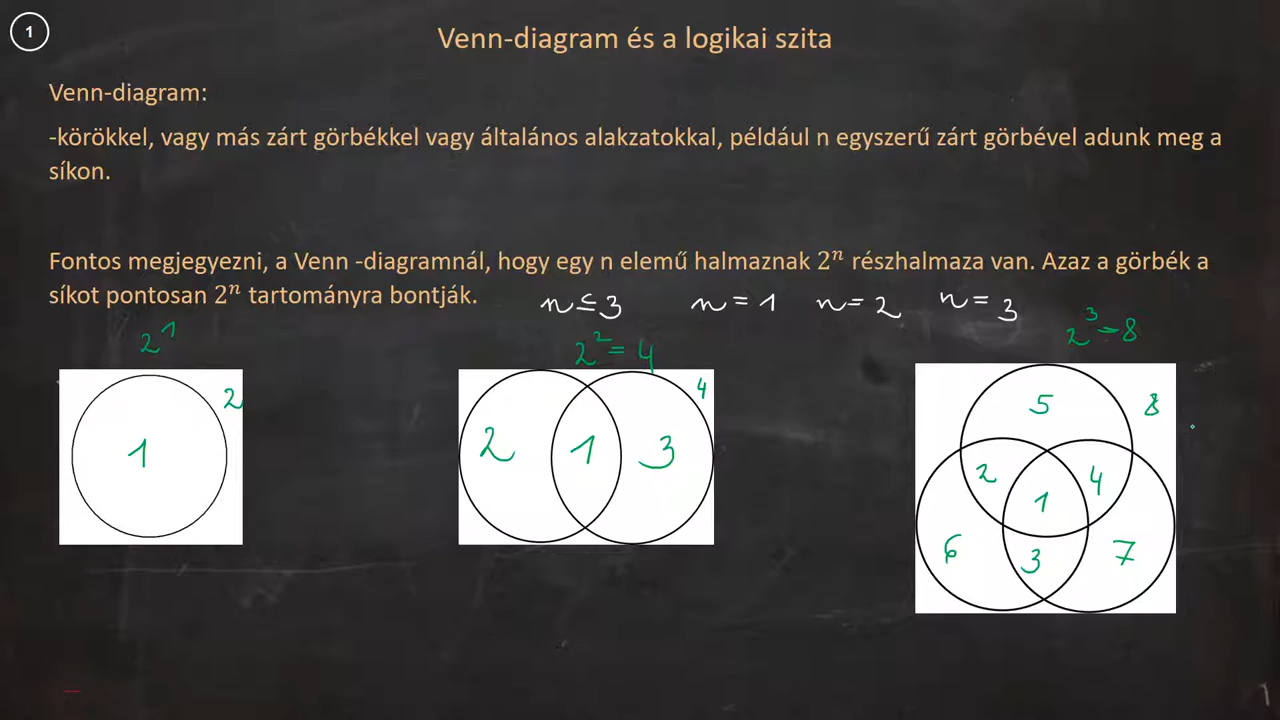 1
Venn-diagram és a logikai szita
Venn-diagram:
-körökkel, vagy más zárt görbékkel vagy általános alakzatokkal, például n egyszerű zárt görbével adunk meg a
síkon.
Fontos megjegyezni, a Venn -diagramnál, hogy egy n elemű halmaznak 2ⁿ részhalmaza van. Azaz a görbék a
síkot pontosan 2ⁿ tartományra bontják.
n ≤ 3 n = 1 n = 2 n = 3
2¹ 2² = 4 2³ = 8
1 2
2 1 3 4
5 8
2 4
1
6 3 7
1